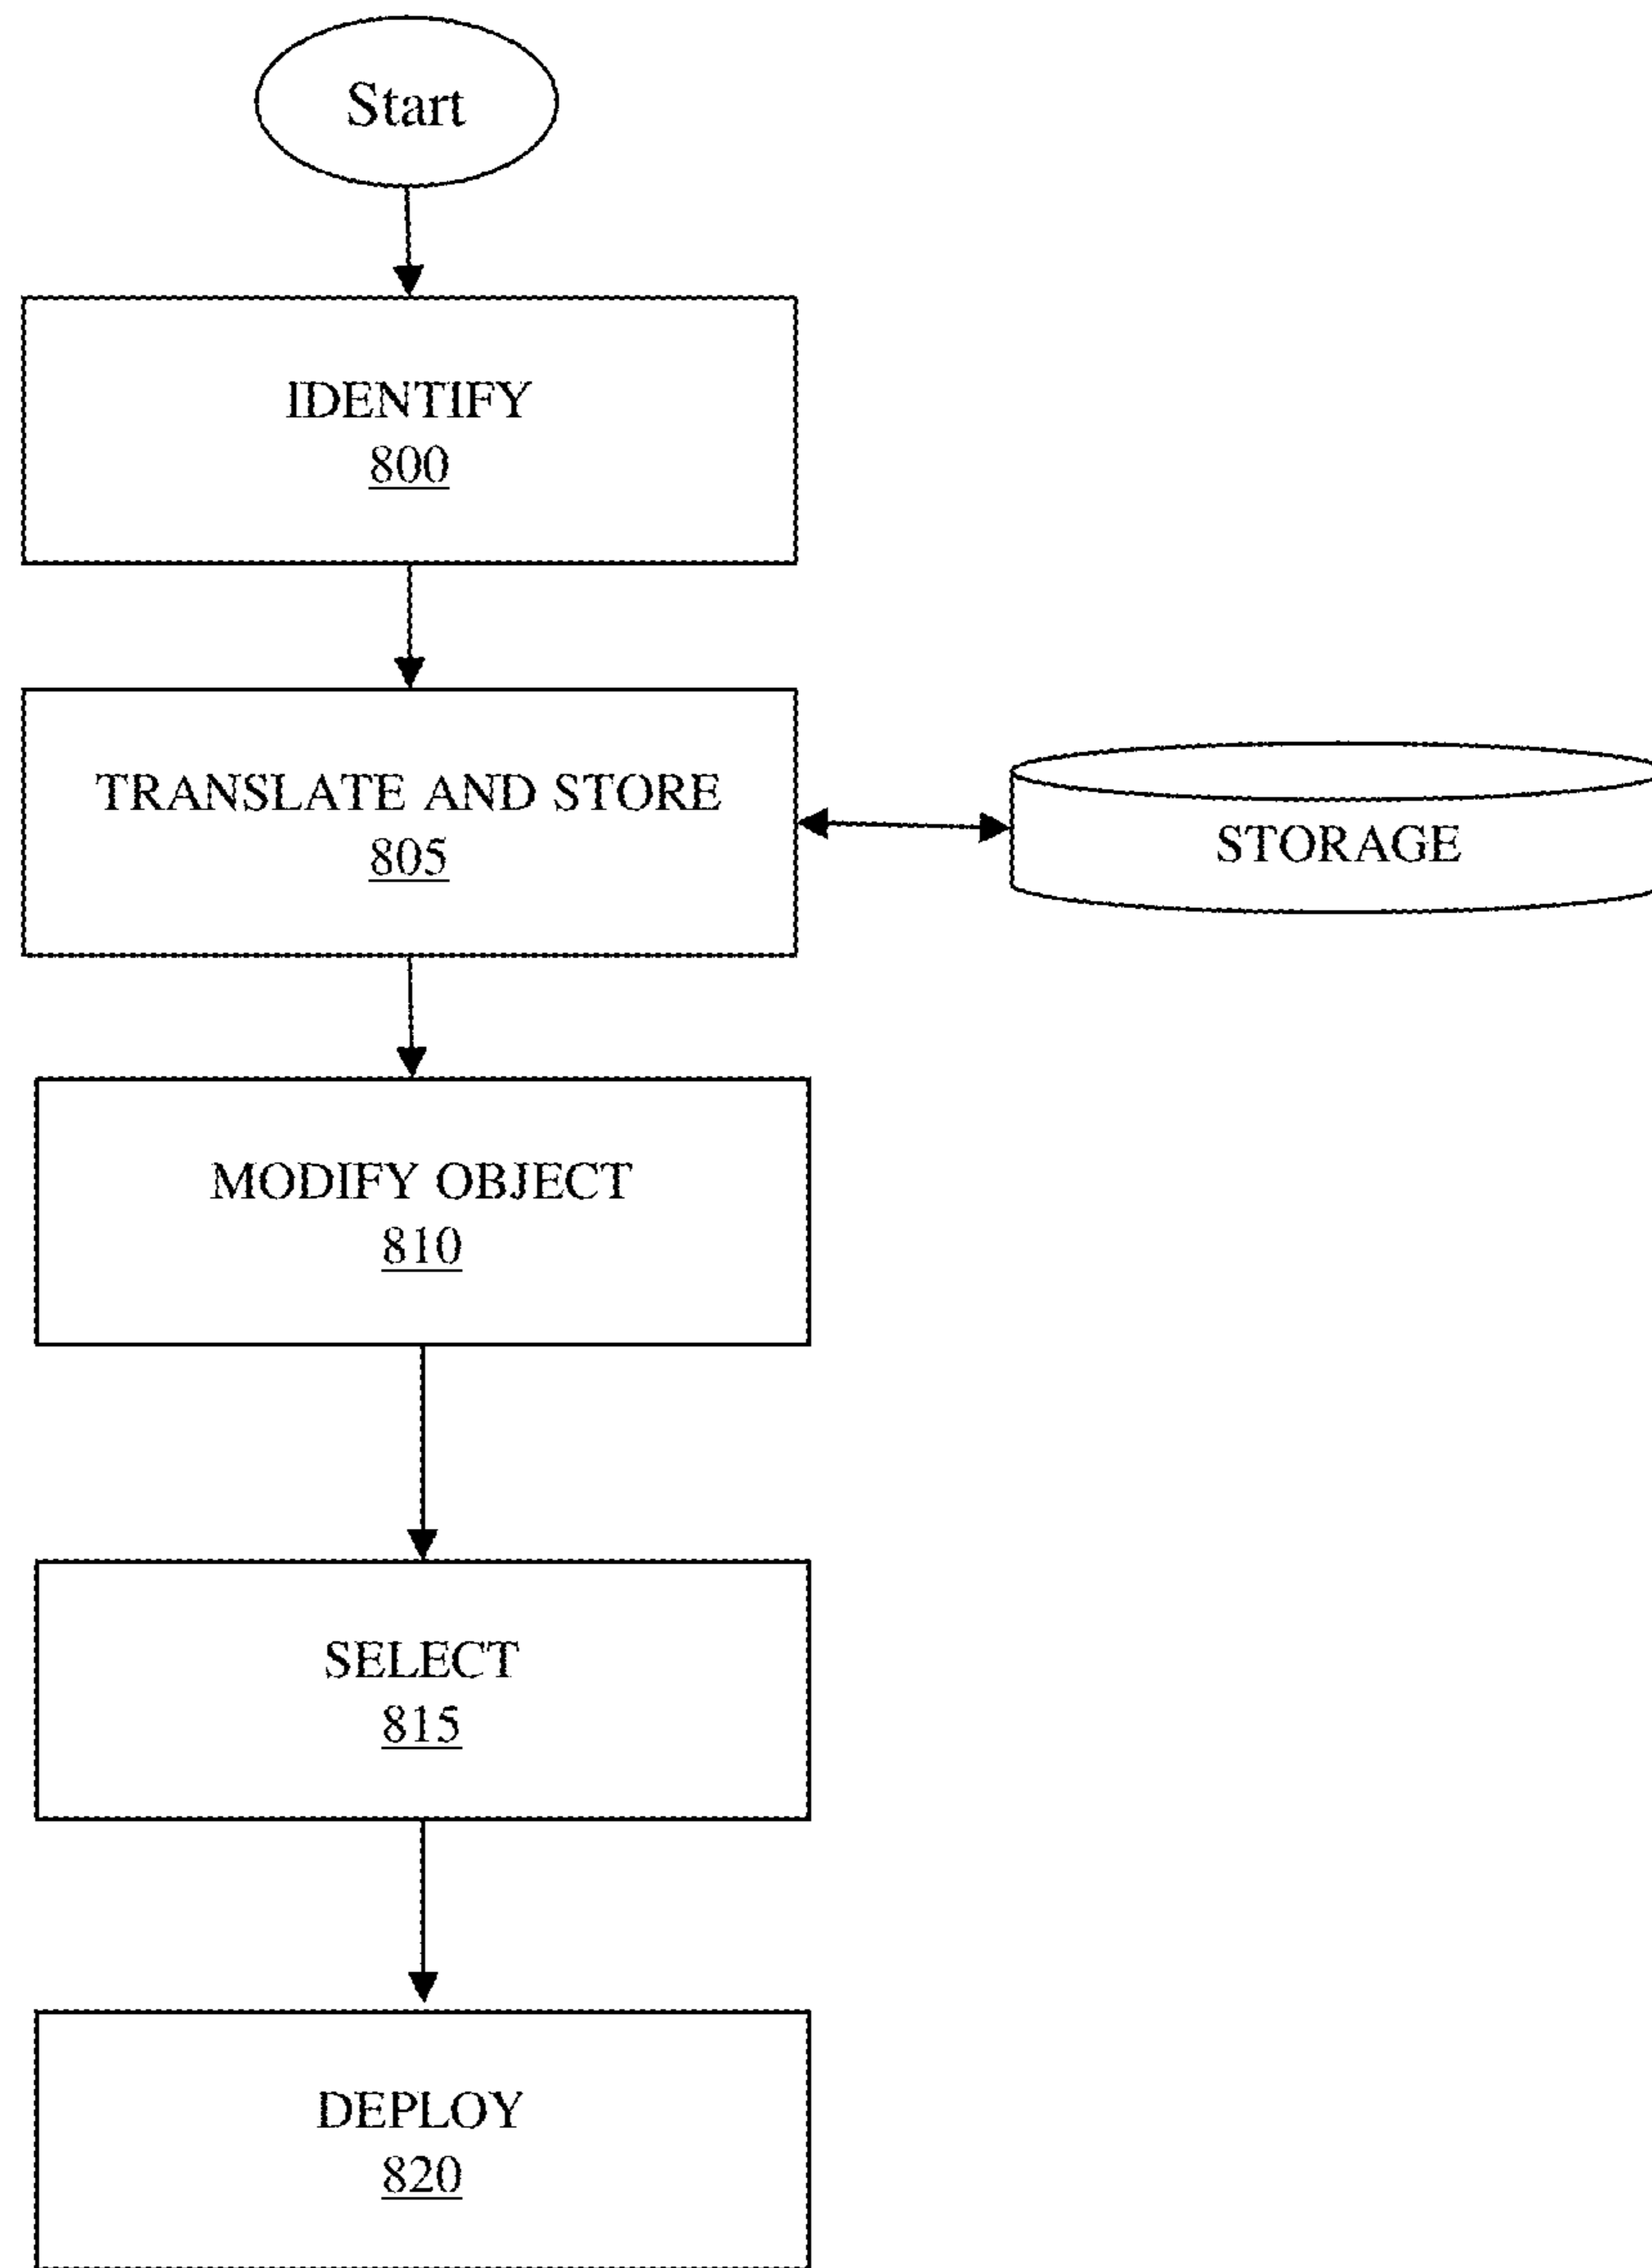 Start
IDENTIFY
800
TRANSLATE AND STORE
805
STORAGE
MODIFY OBJECT
810
SELECT
815
DEPLOY
820